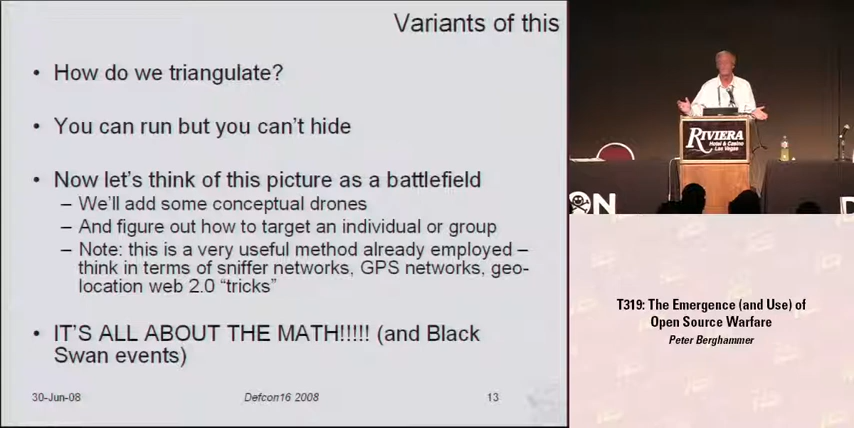 Variants of this
• How do we triangulate?
• You can run but you can't hide
• Now let's think of this picture as a battlefield
– We'll add some conceptual drones
– And figure out how to target an individual or group
– Note: this is a very useful method already employed –
think in terms of sniffer networks, GPS networks, geo-
location web 2.0 “tricks”
• IT'S ALL ABOUT THE MATH!!!!! (and Black
Swan events)
30-Jun-08
Defcon16 2008
13
RIVIERA
Hotel & Casino
Las Vegas
ON
D
T319: The Emergence (and Use) of
Open Source Warfare
Peter Berghammer